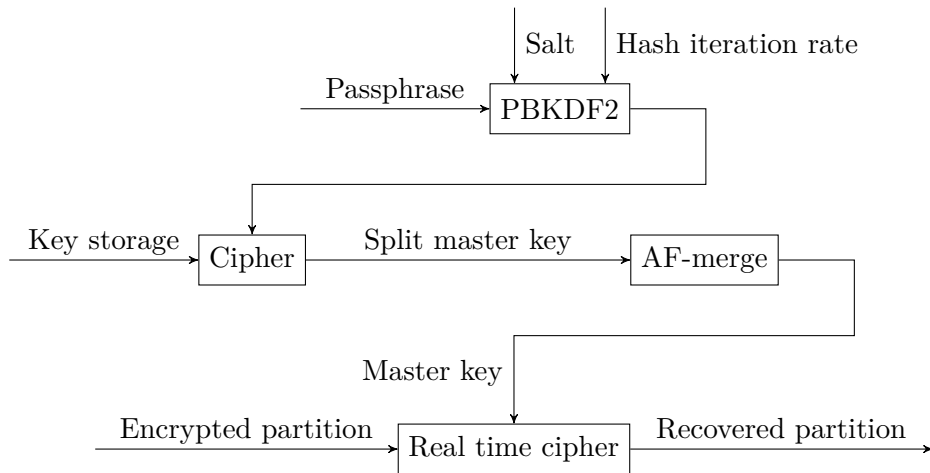 Salt
Hash iteration rate
Passphrase
PBKDF2
Key storage
Cipher
Split master key
AF-merge
Master key
Encrypted partition
Real time cipher
Recovered partition